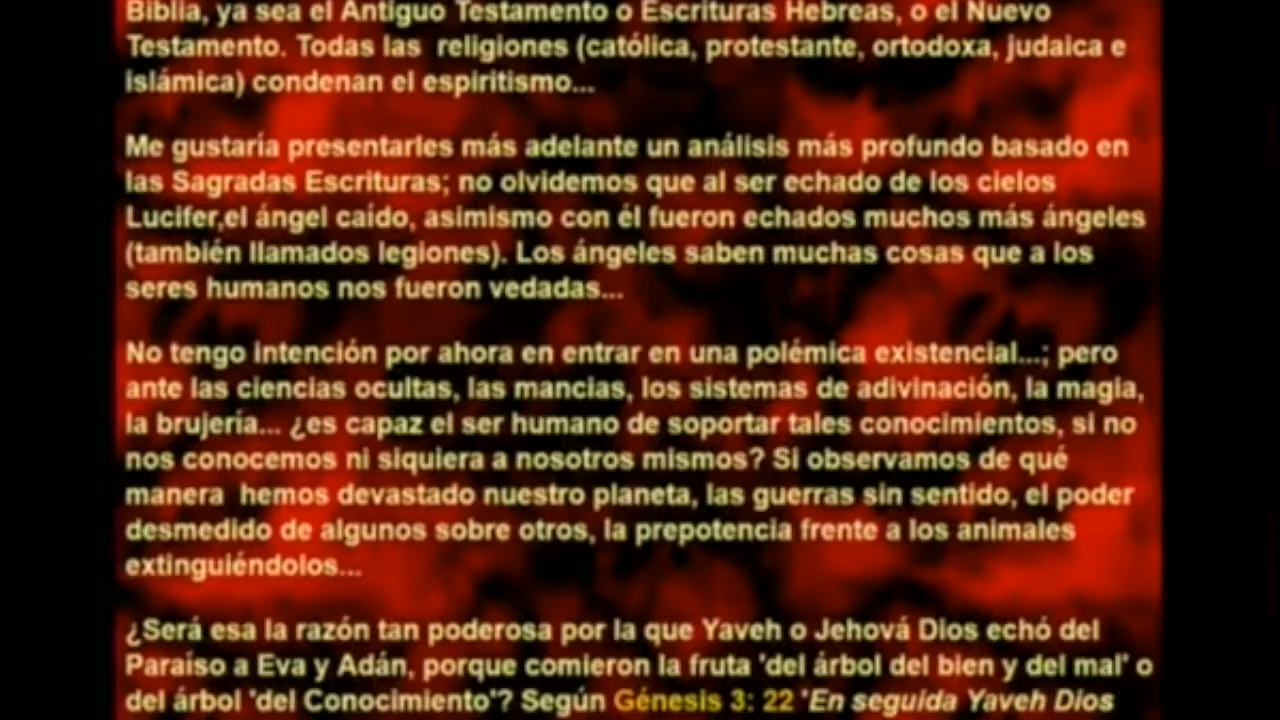 Biblia, ya sea el Antiguo Testamento o Escrituras Hebreas, o el Nuevo
Testamento. Todas las  religiones (católica, protestante, ortodoxa, judaica e
islámica) condenan el espiritismo...
Me gustaría presentarles más adelante un análisis más profundo basado en
las Sagradas Escrituras; no olvidemos que al ser echado de los cielos
Lucifer,el ángel caído, asimismo con él fueron echados muchos más ángeles
(también llamados legiones). Los ángeles saben muchas cosas que a los
seres humanos nos fueron vedadas...
No tengo intención por ahora en entrar en una polémica existencial...; pero
ante las ciencias ocultas, las mancias, los sistemas de adivinación, la magia,
la brujería... ¿es capaz el ser humano de soportar tales conocimientos, si no
nos conocemos ni siquiera a nosotros mismos? Si observamos de qué
manera  hemos devastado nuestro planeta, las guerras sin sentido, el poder
desmedido de algunos sobre otros, la prepotencia frente a los animales
extinguiéndolos...
¿Será esa la razón tan poderosa por la que Yaveh o Jehová Dios echó del
Paraíso a Eva y Adán, porque comieron la fruta 'del árbol del bien y del mal' o
del árbol 'del Conocimiento'? Según Génesis 3: 22 'En seguida Yaveh Dios